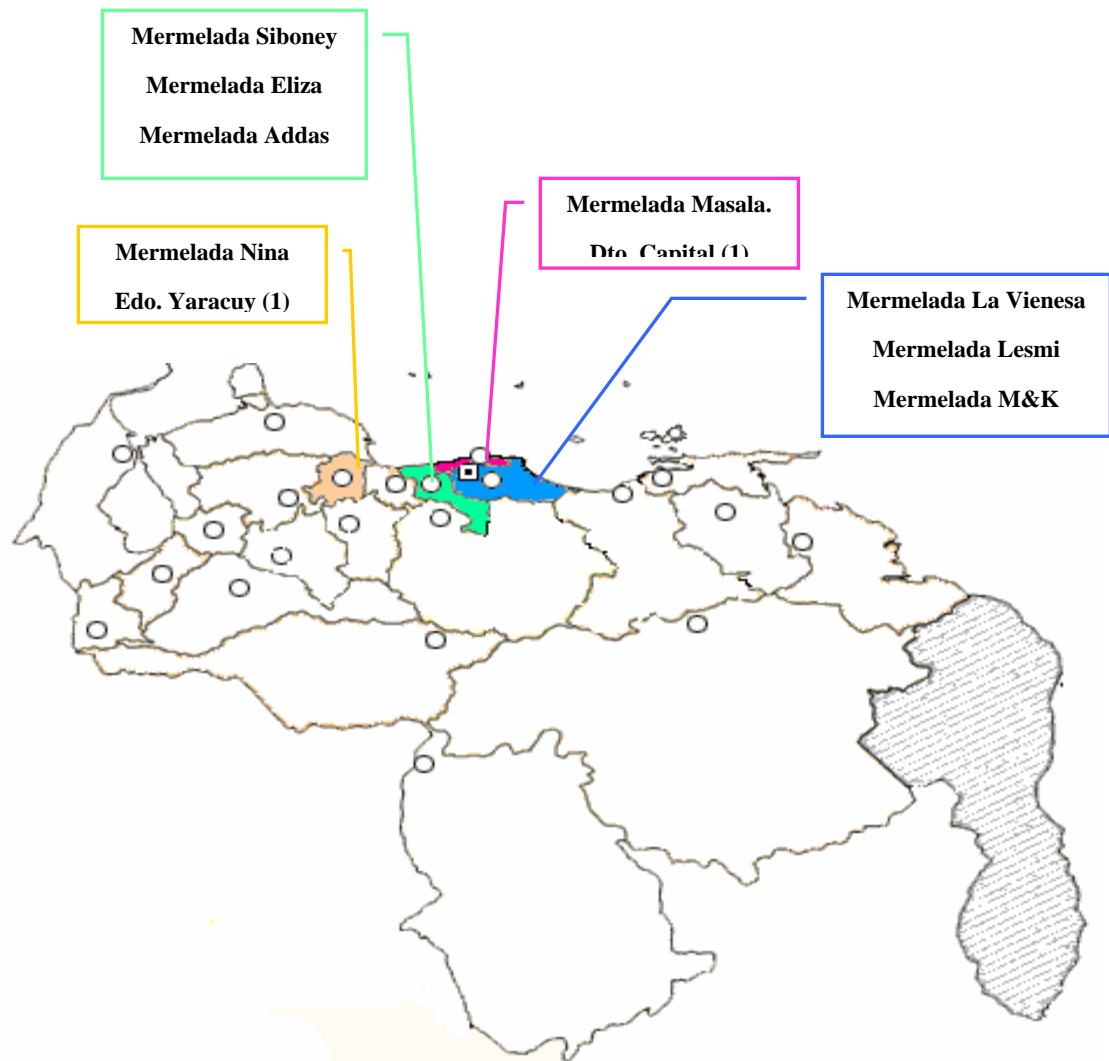 Mermelada Siboney
Mermelada Eliza
Mermelada Addas
Mermelada Masala.
Dto. Capital (1)
Mermelada Nina
Edo. Yaracuy (1)
Mermelada La Vienesa
Mermelada Lesmi
Mermelada M&K